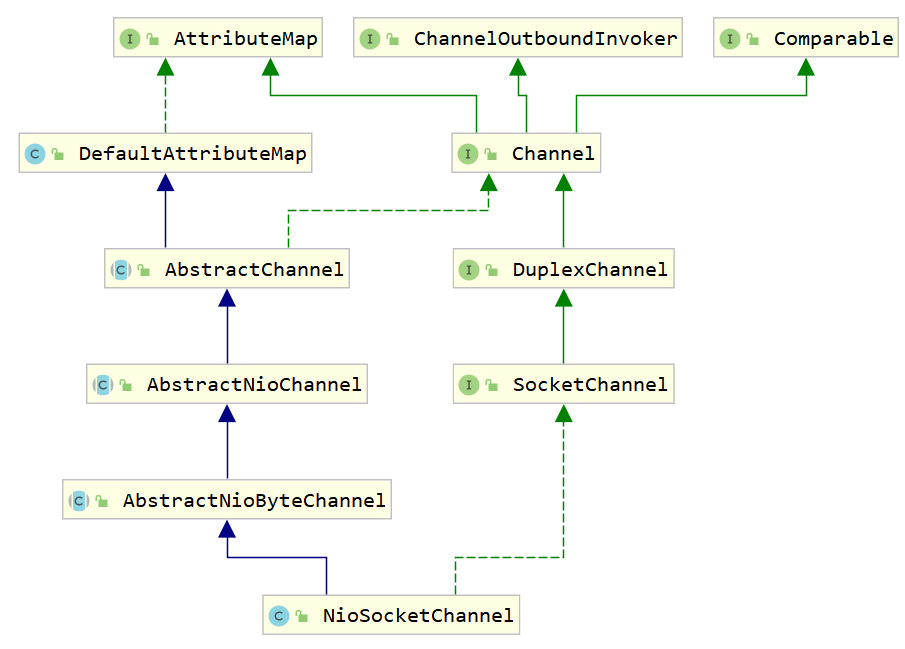 I AttributeMap
I ChannelOutboundInvoker
I Comparable
C DefaultAttributeMap
I Channel
C AbstractChannel
I DuplexChannel
C AbstractNioChannel
I SocketChannel
C AbstractNioByteChannel
C NioSocketChannel